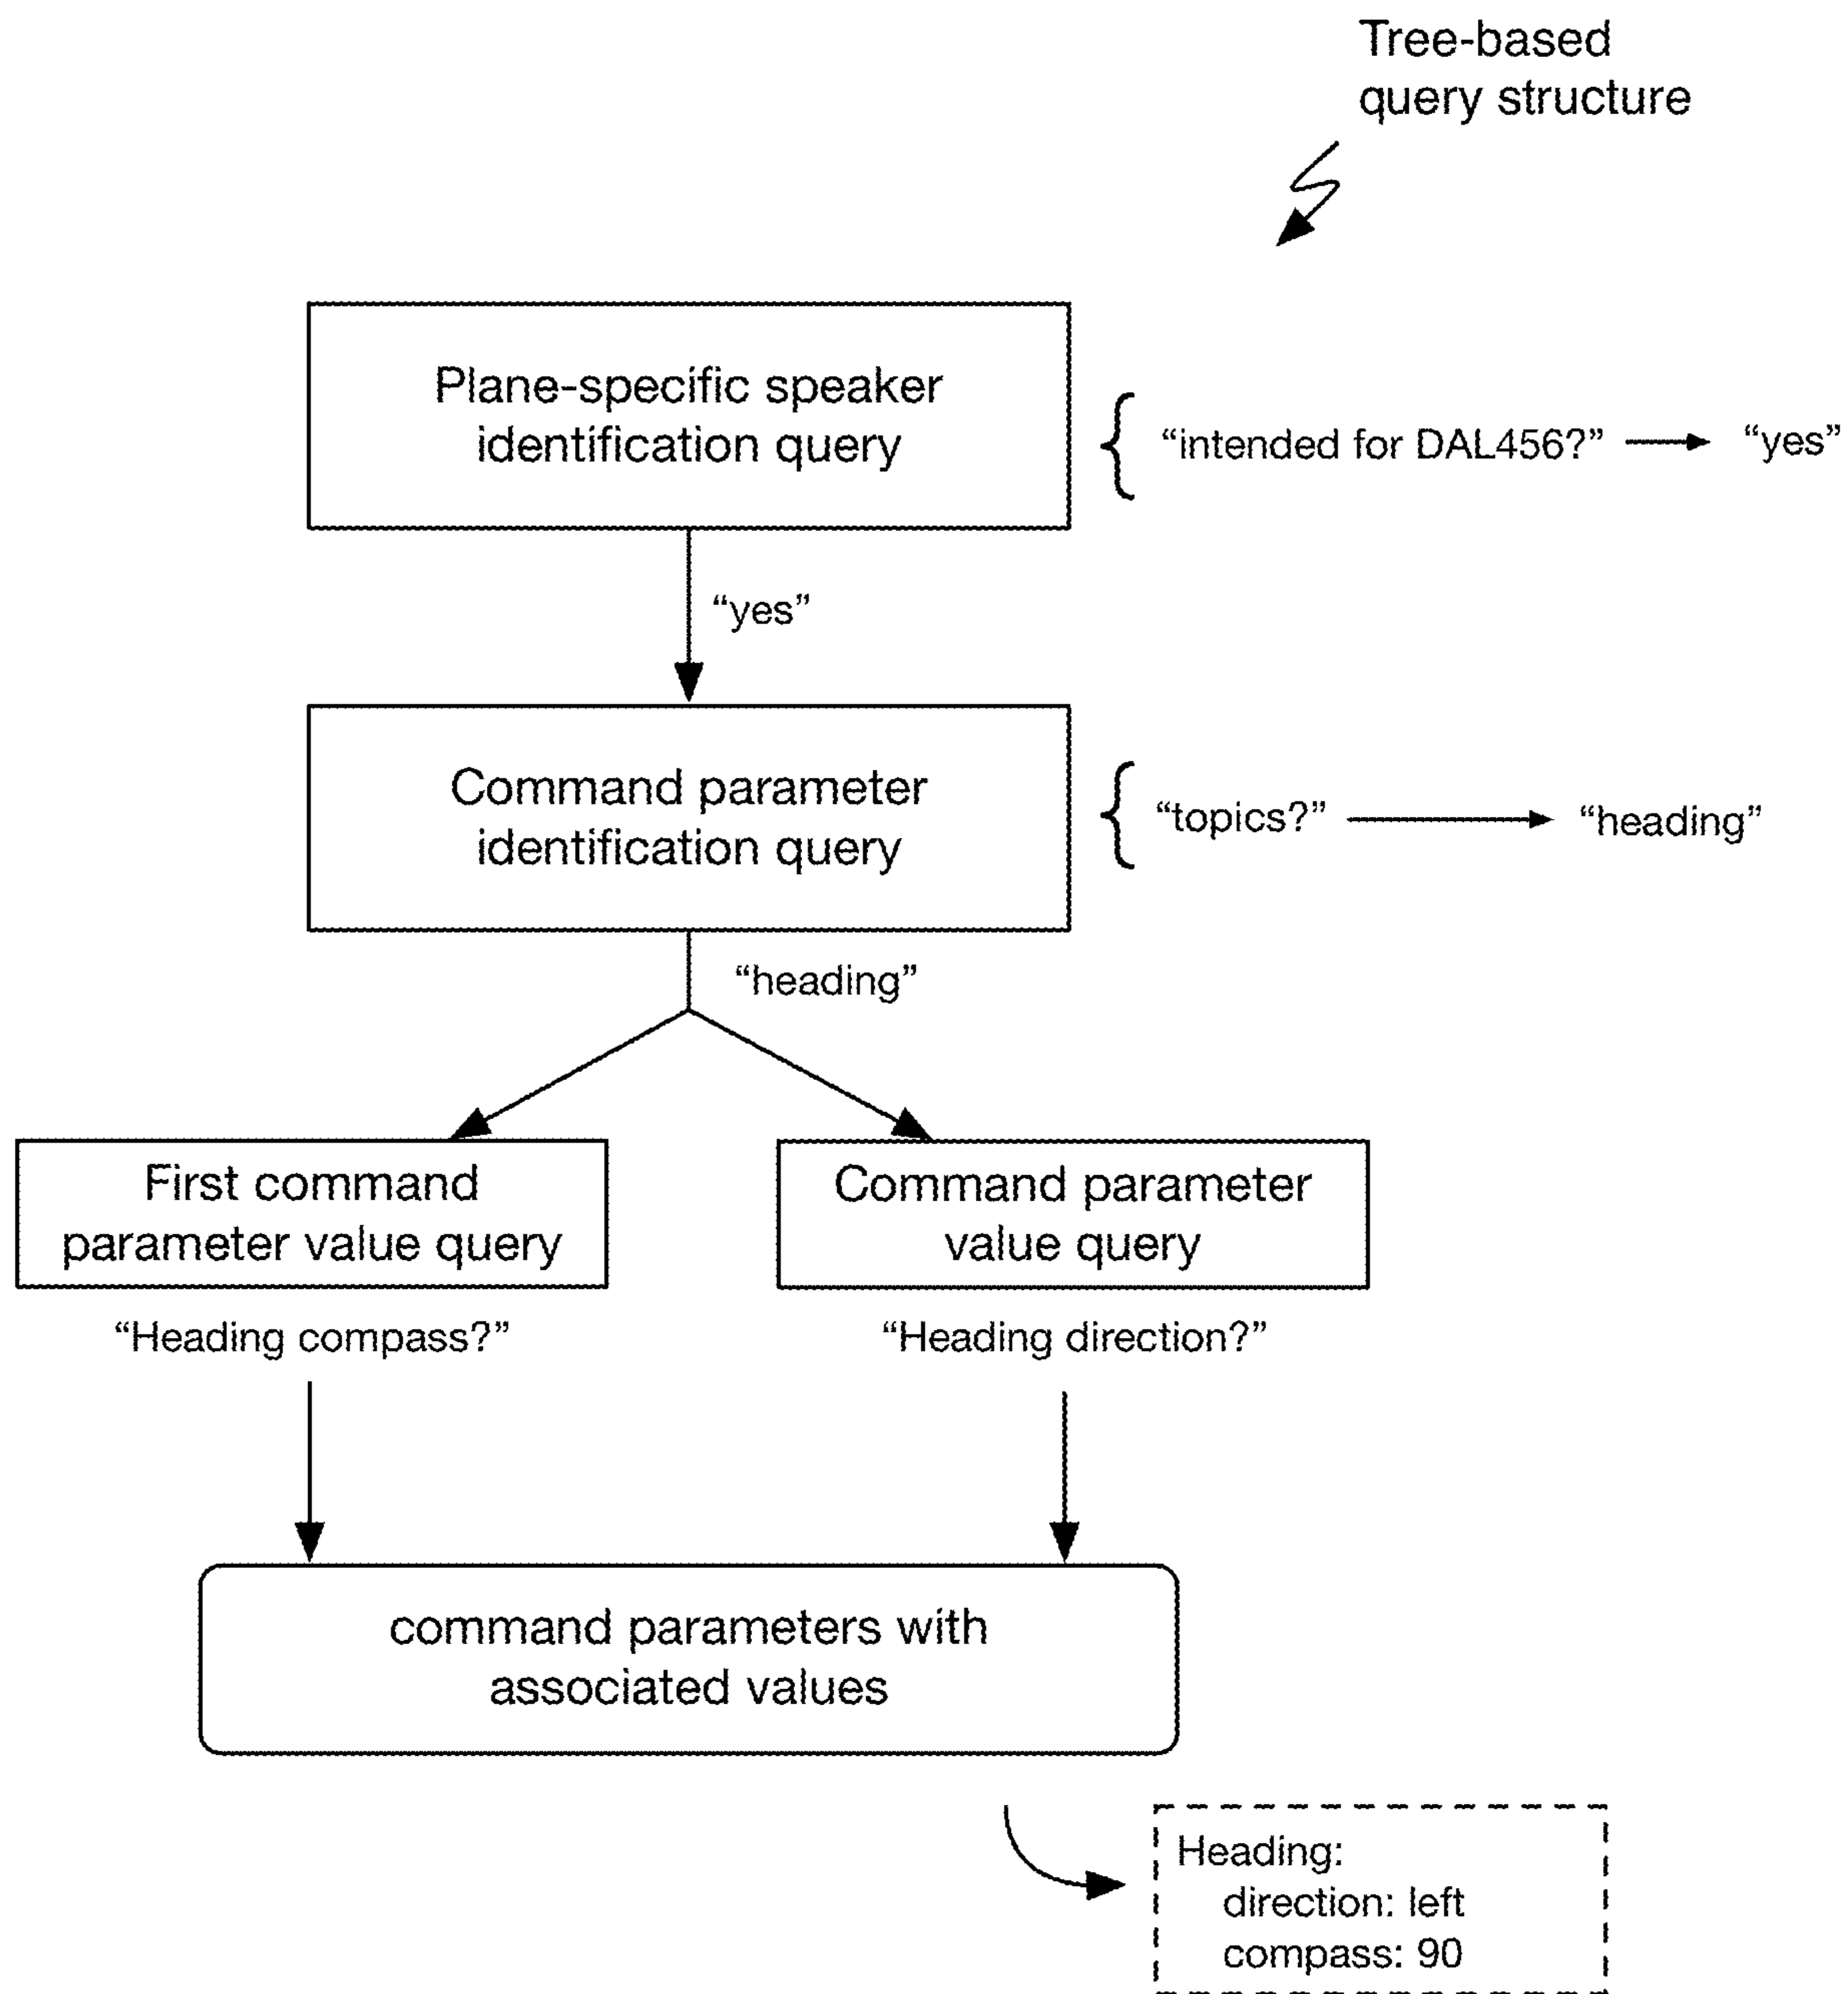 Tree-based
query structure
Plane-specific speaker
identification query
“intended for DAL456?”
“yes”
“yes”
Command parameter
identification query
“topics?”
“heading”
“heading”
First command
parameter value query
Command parameter
value query
“Heading compass?”
“Heading direction?”
command parameters with
associated values
Heading:
direction: left
compass: 90